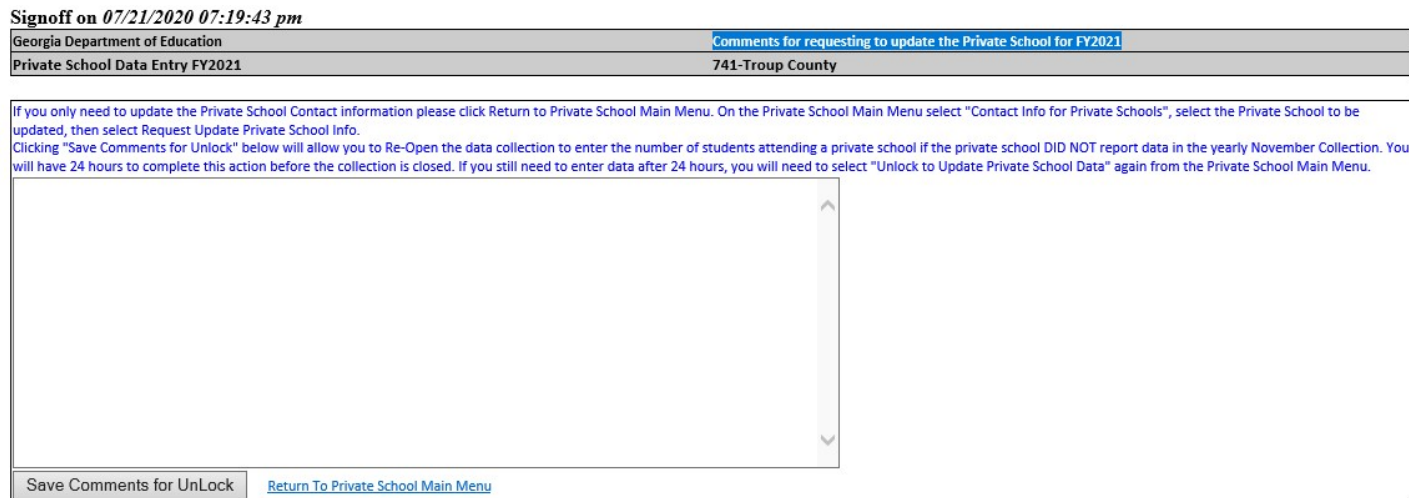 Signoff on 07/21/2020 07:19:43 pm
Georgia Department of Education Comments for requesting to update the Private School for FY2021
Private School Data Entry FY2021 741-Troup County
If you only need to update the Private School Contact information please click Return to Private School Main Menu. On the Private School Main Menu select "Contact Info for Private Schools", select the Private School to be
updated, then select Request Update Private School Info.
Clicking "Save Comments for Unlock" below will allow you to Re-Open the data collection to enter the number of students attending a private school if the private school DID NOT report data in the yearly November Collection. You
will have 24 hours to complete this action before the collection is closed. If you still need to enter data after 24 hours, you will need to select "Unlock to Update Private School Data" again from the Private School Main Menu.
Save Comments for UnLock Return To Private School Main Menu